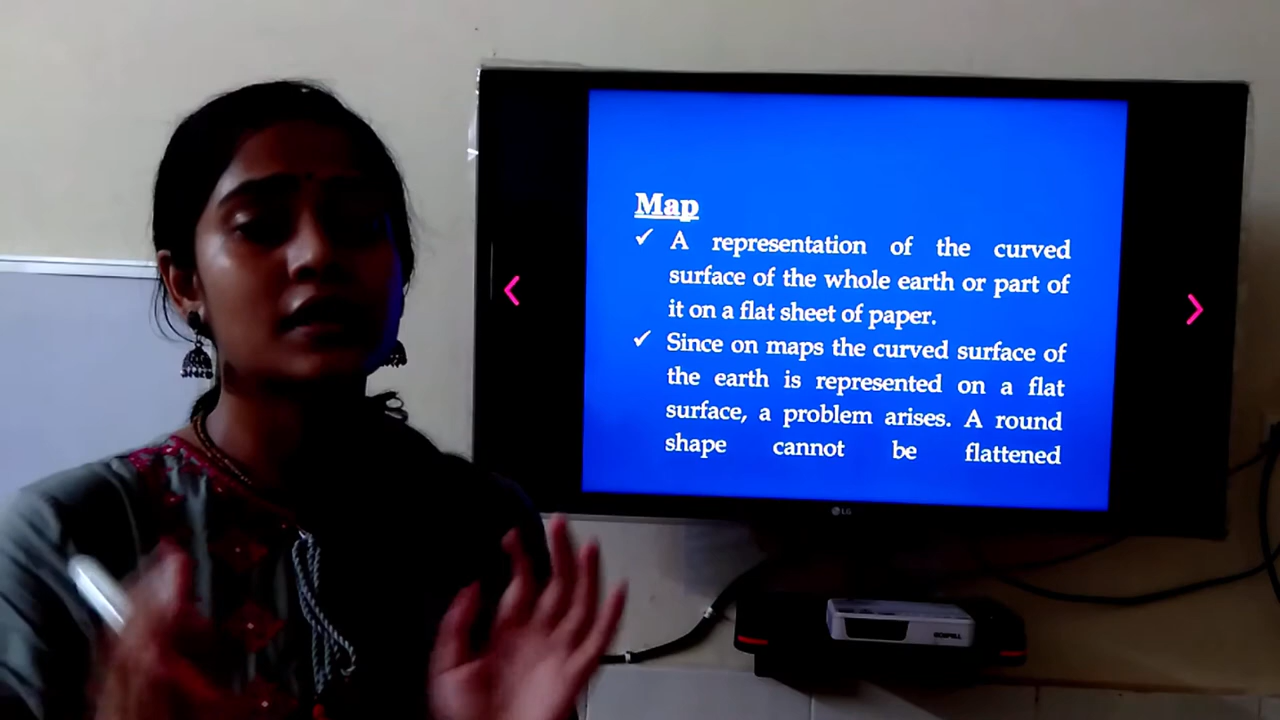 Map
✓ A representation of the curved
surface of the whole earth or part of
it on a flat sheet of paper.
✓ Since on maps the curved surface of
the earth is represented on a flat
surface, a problem arises. A round
shape cannot be flattened
LG